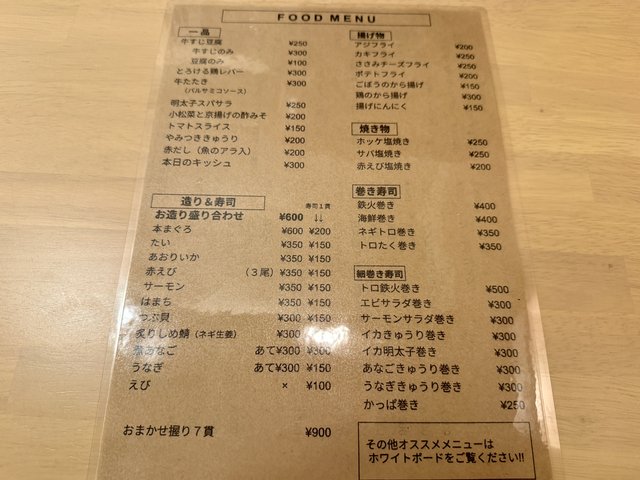 FOOD MENU
一品
牛すじ豆腐 ¥250
牛すじのみ ¥300
豆腐のみ ¥100
とろける鶏レバー ¥200
牛たたき ¥300
(バルサミコソース)
明太子スパサラ ¥250
小松菜と京揚げの酢みそ ¥200
トマトスライス ¥150
やみつききゅうり ¥200
赤だし（魚のアラ入） ¥200
本日のキッシュ ¥300
造り＆寿司 寿司１貫
お造り盛り合わせ ¥600 ↓↓
本まぐろ ¥600 ¥200
たい ¥350 ¥150
あおりいか ¥350 ¥150
赤えび （３尾）¥350 ¥150
サーモン ¥350 ¥150
はまち ¥350 ¥150
つぶ貝 ¥300 ¥150
炙りしめ鯖（ネギ生姜） ¥300 ¥150
あなご あて¥300 ¥300
うなぎ あて¥300 ¥150
えび × ¥100
おまかせ握り７貫 ¥900
揚げ物
アジフライ ¥200
カキフライ ¥250
ささみチーズフライ ¥250
ポテトフライ ¥200
ごぼうのから揚げ ¥150
鶏のから揚げ ¥300
揚げにんにく ¥150
焼き物
ホッケ塩焼き ¥250
サバ塩焼き ¥250
赤えび塩焼き ¥150
巻き寿司
鉄火巻き ¥400
海鮮巻き ¥400
ネギトロ巻き ¥350
トロたく巻き ¥350
細巻き寿司
トロ鉄火巻き ¥500
エビサラダ巻き ¥300
サーモンサラダ巻き ¥300
イカきゅうり巻き ¥300
イカ明太子巻き ¥300
あなごきゅうり巻き ¥300
うなぎきゅうり巻き ¥300
かっぱ巻き ¥250
その他オススメメニューは
ホワイトボードをご覧ください!!